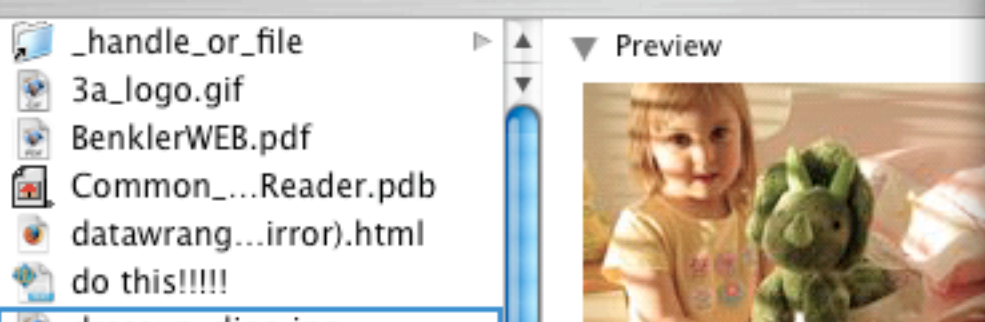 _handle_or_file
3a_logo.gif
BenklerWEB.pdf
Common_...Reader.pdb
datawrang...irror).html
do this!!!!!
Preview